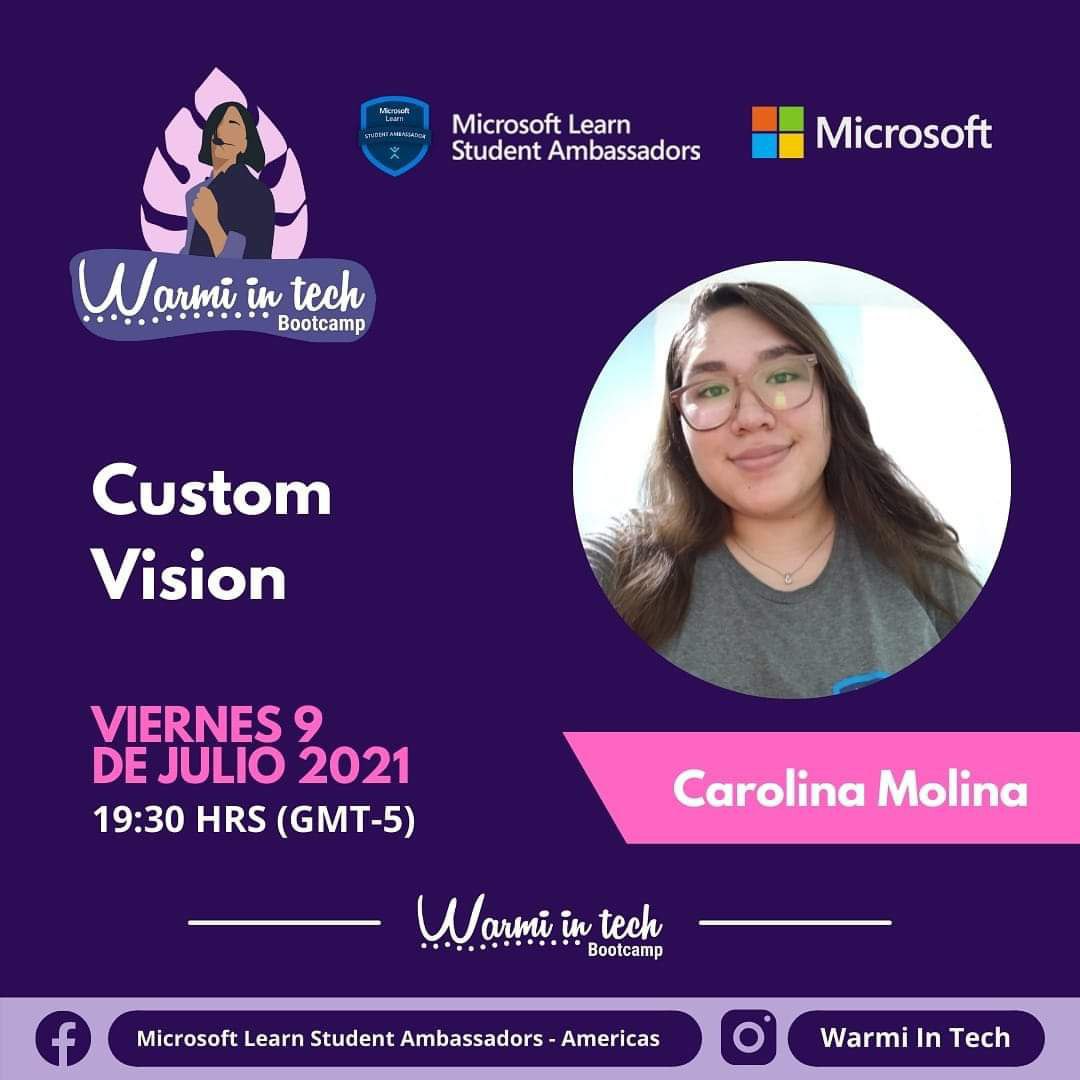 Microsoft
Learn
STUDENT AMBASSADOR
Microsoft Learn
Student Ambassadors
Microsoft
Warmi in tech
Bootcamp
Custom
Vision
VIERNES 9
DE JULIO 2021
19:30 HRS (GMT-5)
Carolina Molina
Warmi in tech
Bootcamp
Microsoft Learn Student Ambassadors - Americas
Warmi In Tech